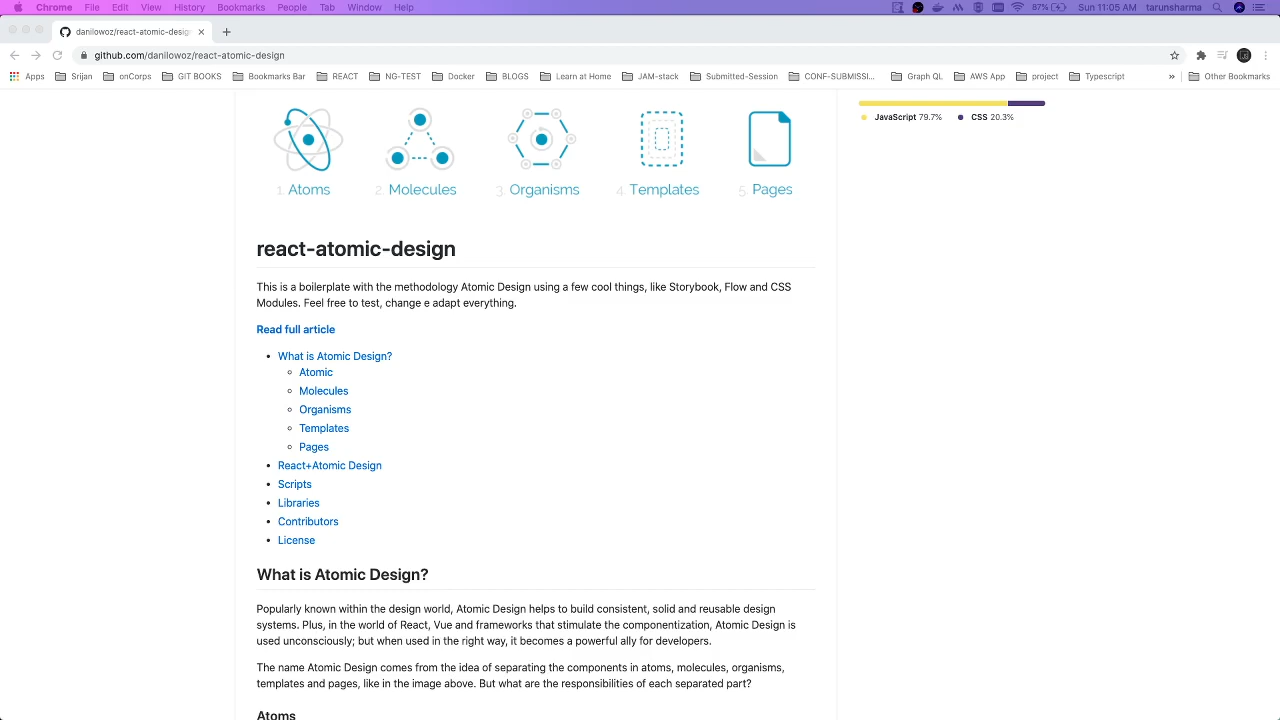 Chrome File Edit View History Bookmarks People Tab Window Help 87% Sun 11:05 AM tarunsharma
danilowoz/react-atomic-desig
github.com/danilowoz/react-atomic-design
Apps Srijan onCorps GIT BOOKS Bookmarks Bar REACT NG-TEST Docker BLOGS Learn at Home JAM-stack Submitted-Session CONF-SUBMISSI... Graph QL AWS App project Typescript » Other Bookmarks
JavaScript 79.7% CSS 20.3%
1. Atoms 2. Molecules 3. Organisms 4. Templates 5. Pages
react-atomic-design
This is a boilerplate with the methodology Atomic Design using a few cool things, like Storybook, Flow and CSS
Modules. Feel free to test, change e adapt everything.
Read full article
What is Atomic Design?
Atomic
Molecules
Organisms
Templates
Pages
React+Atomic Design
Scripts
Libraries
Contributors
License
What is Atomic Design?
Popularly known within the design world, Atomic Design helps to build consistent, solid and reusable design
systems. Plus, in the world of React, Vue and frameworks that stimulate the componentization, Atomic Design is
used unconsciously; but when used in the right way, it becomes a powerful ally for developers.
The name Atomic Design comes from the idea of separating the components in atoms, molecules, organisms,
templates and pages, like in the image above. But what are the responsibilities of each separated part?
Atoms